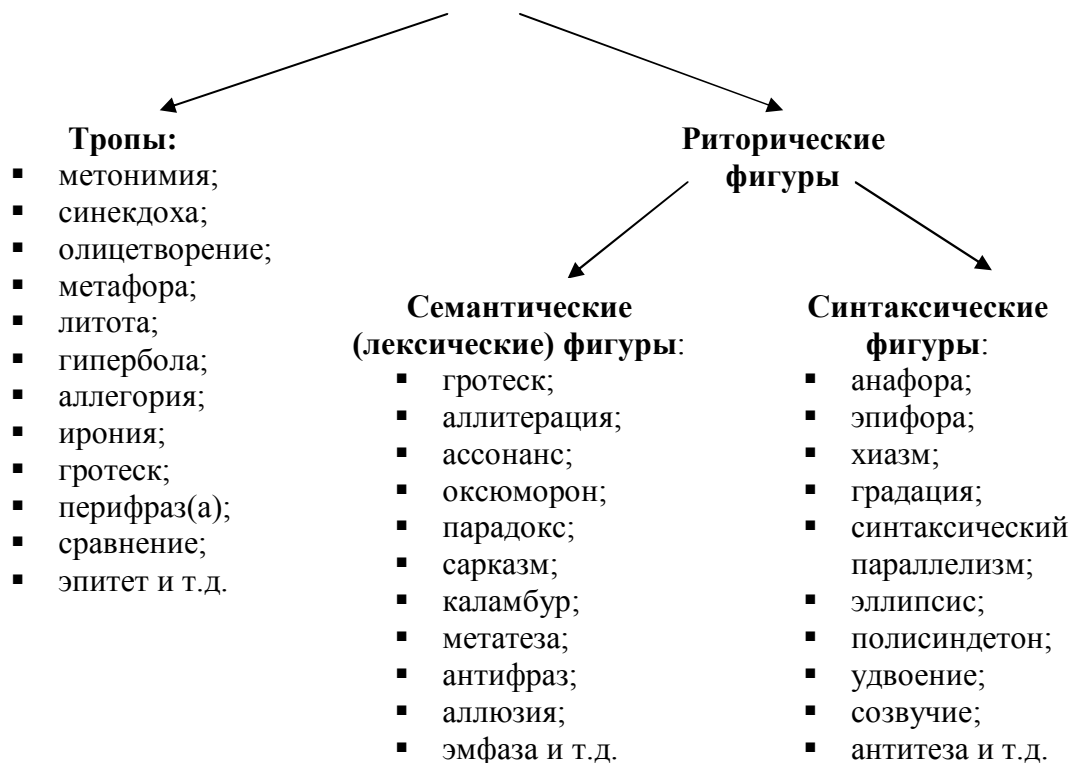 Тропы:
▪ метонимия;
▪ синекдоха;
▪ олицетворение;
▪ метафора;
▪ литота;
▪ гипербола;
▪ аллегория;
▪ ирония;
▪ гротеск;
▪ перифраз(а);
▪ сравнение;
▪ эпитет и т.д.
Риторические
фигуры
Семантические
(лексические) фигуры:
▪ гротеск;
▪ аллитерация;
▪ ассонанс;
▪ оксюморон;
▪ парадокс;
▪ сарказм;
▪ каламбур;
▪ метатеза;
▪ антифраз;
▪ аллюзия;
▪ эмфаза и т.д.
Синтаксические
фигуры:
▪ анафора;
▪ эпифора;
▪ хиазм;
▪ градация;
▪ синтаксический
параллелизм;
▪ эллипсис;
▪ полисиндетон;
▪ удвоение;
▪ созвучие;
▪ антитеза и т.д.